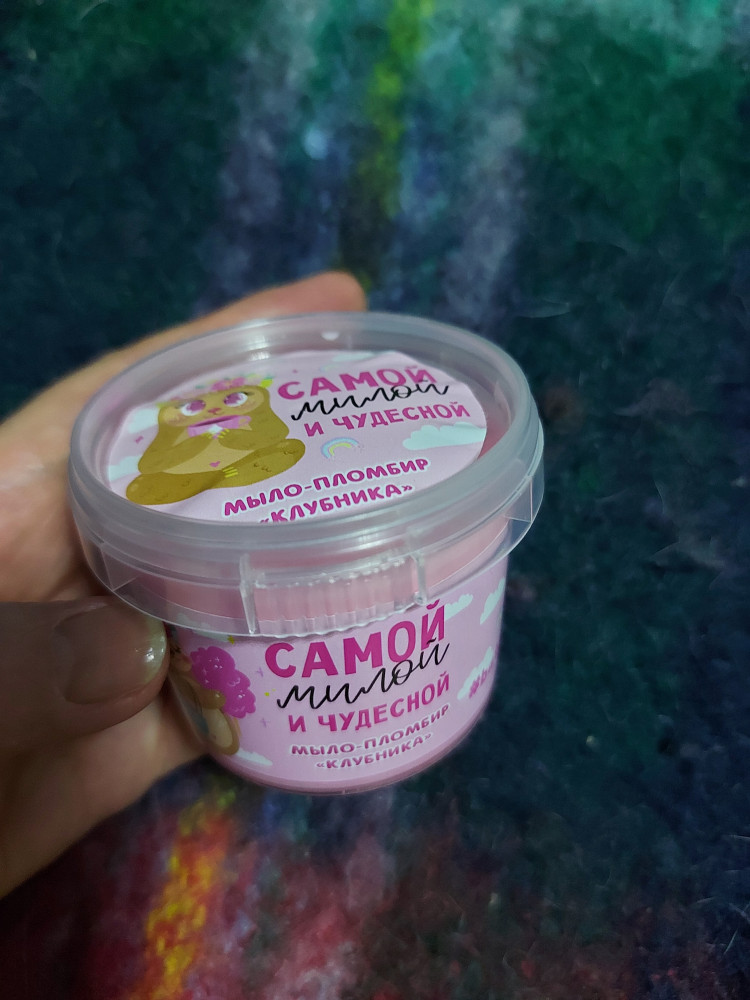 САМОЙ
милой
И ЧУДЕСНОЙ
МЫЛО-ПЛОМБИР
«КЛУБНИКА»
САМОЙ
милой
И ЧУДЕСНОЙ
МЫЛО-ПЛОМБИР
«КЛУБНИКА»